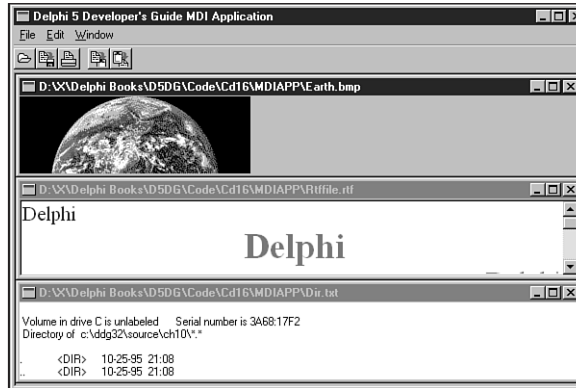 Delphi 5 Developer's Guide MDI Application
File Edit Window
D:\X\Delphi Books\D5DG\Code\Cd16\MDIAPP\Earth.bmp
D:\X\Delphi Books\D5DG\Code\Cd16\MDIAPP\Rtffile.rtf
Delphi
Delphi
D:\X\Delphi Books\D5DG\Code\Cd16\MDIAPP\Dir.txt
Volume in drive C is unlabeled Serial number is 3A68:17F2
Directory of c:\ddg32\source\ch10\*.*
. <DIR> 10-25-95 21:08
.. <DIR> 10-25-95 21:08